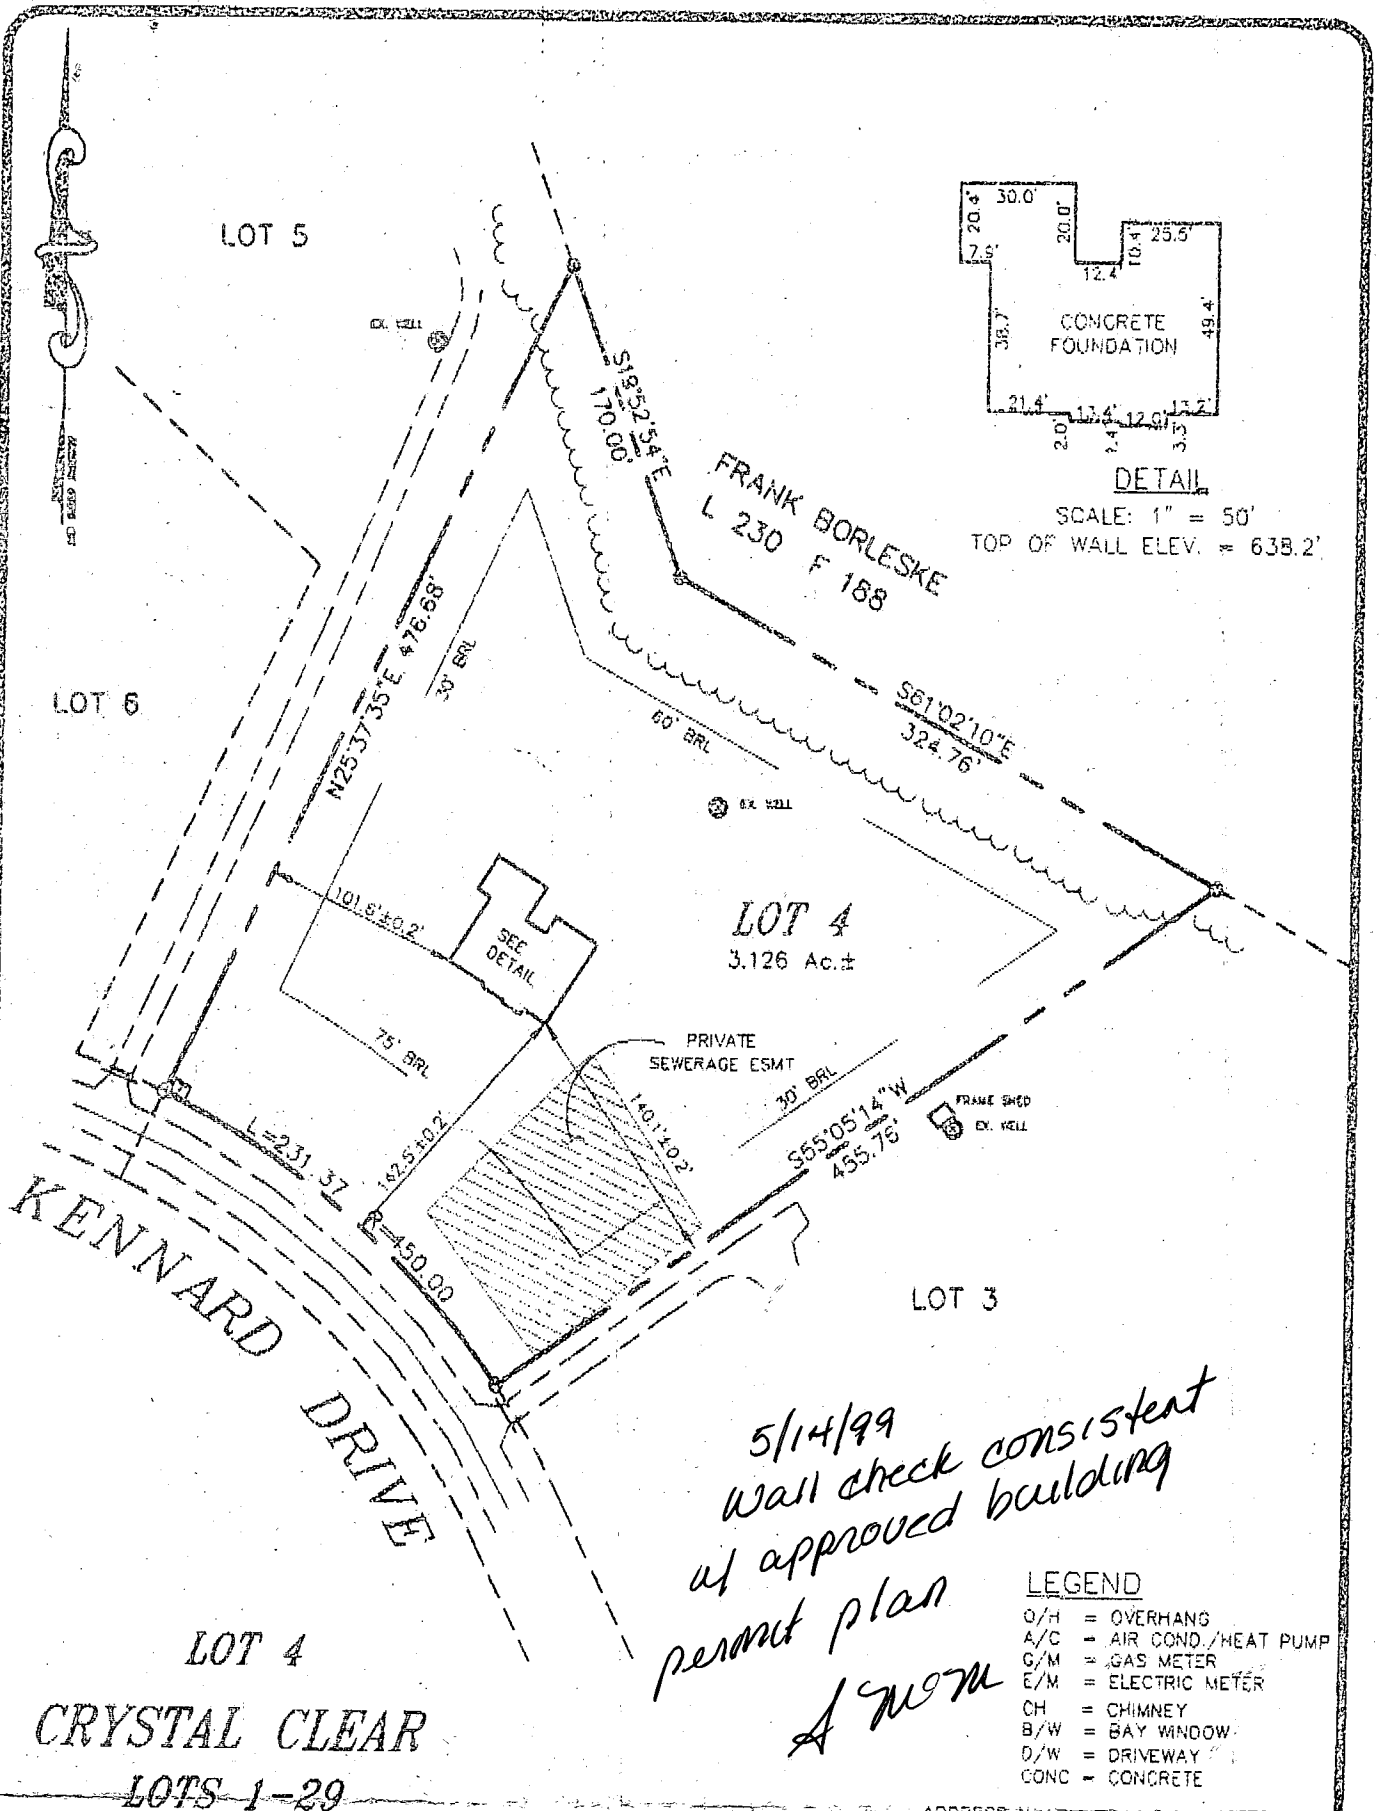 LOT 5
EX. WELL
S19°52'54"E
170.00'
FRANK BORLESKE
L 230 F 188
30.0'
20.4'
20.0'
10.4'
25.5'
7.9'
12.4'
38.7'
CONCRETE
FOUNDATION
49.4'
21.4'
13.4'
12.0'
13.2'
2.0'
3.3'
DETAIL
SCALE: 1" = 50'
TOP OF WALL ELEV. = 638.2'
LOT 6
N25°37'35"E 476.68'
30' BRL
60' BRL
S61°02'10"E
324.76'
EX. WELL
101.6'±0.2'
SEE
DETAIL
LOT 4
3.126 Ac.±
75' BRL
PRIVATE
SEWERAGE ESMT
30' BRL
140.1'±0.2'
162.5'±0.2'
S55°05'14"W
455.76'
FRAME SHED
EX. WELL
L=231.37
R=450.00
KENNARD DRIVE
LOT 3
5/14/99
Wall check consistent
w/ approved building
permit plan
LEGEND
O/H = OVERHANG
A/C = AIR COND./HEAT PUMP
G/M = GAS METER
E/M = ELECTRIC METER
CH = CHIMNEY
B/W = BAY WINDOW
D/W = DRIVEWAY
CONC = CONCRETE
LOT 4
CRYSTAL CLEAR
LOTS 1-29